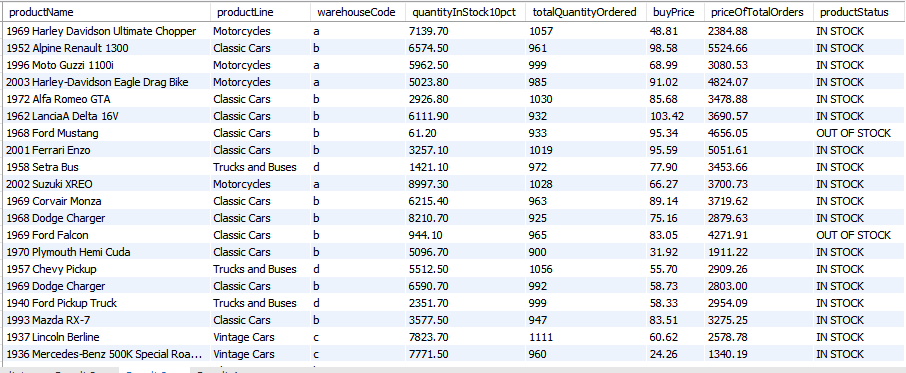 productName productLine warehouseCode quantityInStock10pct totalQuantityOrdered buyPrice priceOfTotalOrders productStatus
1969 Harley Davidson Ultimate Chopper Motorcycles a 7139.70 1057 48.81 2384.88 IN STOCK
1952 Alpine Renault 1300 Classic Cars b 6574.50 961 98.58 5524.66 IN STOCK
1996 Moto Guzzi 1100i Motorcycles a 5962.50 999 68.99 3080.53 IN STOCK
2003 Harley-Davidson Eagle Drag Bike Motorcycles a 5023.80 985 91.02 4824.07 IN STOCK
1972 Alfa Romeo GTA Classic Cars b 2926.80 1030 85.68 3478.88 IN STOCK
1962 LanciaA Delta 16V Classic Cars b 6111.90 932 103.42 3690.57 IN STOCK
1968 Ford Mustang Classic Cars b 61.20 933 95.34 4656.05 OUT OF STOCK
2001 Ferrari Enzo Classic Cars b 3257.10 1019 95.59 5051.61 IN STOCK
1958 Setra Bus Trucks and Buses d 1421.10 972 77.90 3453.66 IN STOCK
2002 Suzuki XREO Motorcycles a 8997.30 1028 66.27 3700.73 IN STOCK
1969 Corvair Monza Classic Cars b 6215.40 963 89.14 3719.62 IN STOCK
1968 Dodge Charger Classic Cars b 8210.70 925 75.16 2879.63 IN STOCK
1969 Ford Falcon Classic Cars b 944.10 965 83.05 4271.91 OUT OF STOCK
1970 Plymouth Hemi Cuda Classic Cars b 5096.70 900 31.92 1911.22 IN STOCK
1957 Chevy Pickup Trucks and Buses d 5512.50 1056 55.70 2909.26 IN STOCK
1969 Dodge Charger Classic Cars b 6590.70 992 58.73 2803.00 IN STOCK
1940 Ford Pickup Truck Trucks and Buses d 2351.70 999 58.33 2954.09 IN STOCK
1993 Mazda RX-7 Classic Cars b 3577.50 947 83.51 3275.25 IN STOCK
1937 Lincoln Berline Vintage Cars c 7823.70 1111 60.62 2578.78 IN STOCK
1936 Mercedes-Benz 500K Special Roa... Vintage Cars c 7771.50 960 24.26 1340.19 IN STOCK